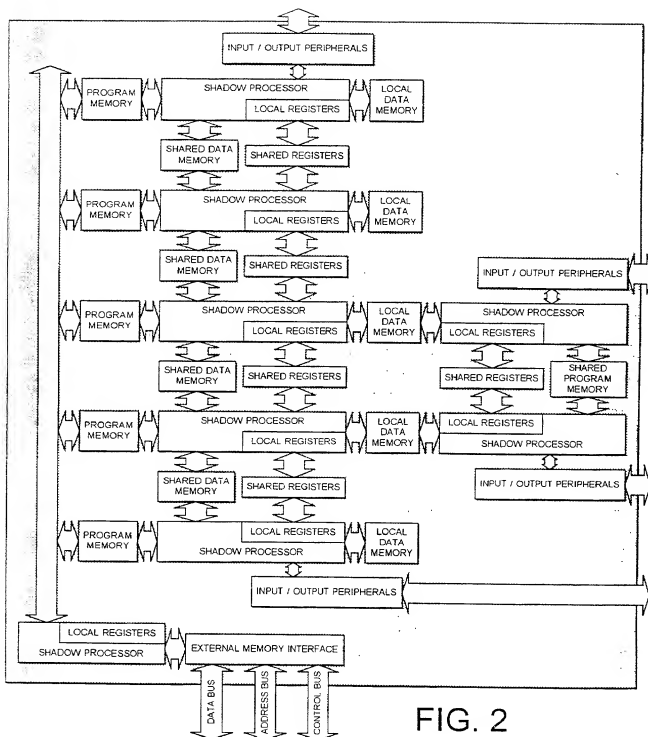 INPUT / OUTPUT PERIPHERALS
PROGRAM
MEMORY
SHADOW PROCESSOR
LOCAL REGISTERS
LOCAL
DATA
MEMORY
SHARED DATA
MEMORY
SHARED REGISTERS
PROGRAM
MEMORY
SHADOW PROCESSOR
LOCAL REGISTERS
LOCAL
DATA
MEMORY
SHARED DATA
MEMORY
SHARED REGISTERS
INPUT / OUTPUT PERIPHERALS
PROGRAM
MEMORY
SHADOW PROCESSOR
LOCAL REGISTERS
LOCAL
DATA
MEMORY
SHADOW PROCESSOR
LOCAL REGISTERS
SHARED DATA
MEMORY
SHARED REGISTERS
SHARED REGISTERS
SHARED
PROGRAM
MEMORY
PROGRAM
MEMORY
SHADOW PROCESSOR
LOCAL REGISTERS
LOCAL
DATA
MEMORY
LOCAL REGISTERS
SHADOW PROCESSOR
SHARED DATA
MEMORY
SHARED REGISTERS
INPUT / OUTPUT PERIPHERALS
PROGRAM
MEMORY
LOCAL REGISTERS
SHADOW PROCESSOR
LOCAL
DATA
MEMORY
INPUT / OUTPUT PERIPHERALS
LOCAL REGISTERS
SHADOW PROCESSOR
EXTERNAL MEMORY INTERFACE
DATA BUS
ADDRESS BUS
CONTROL BUS
FIG. 2